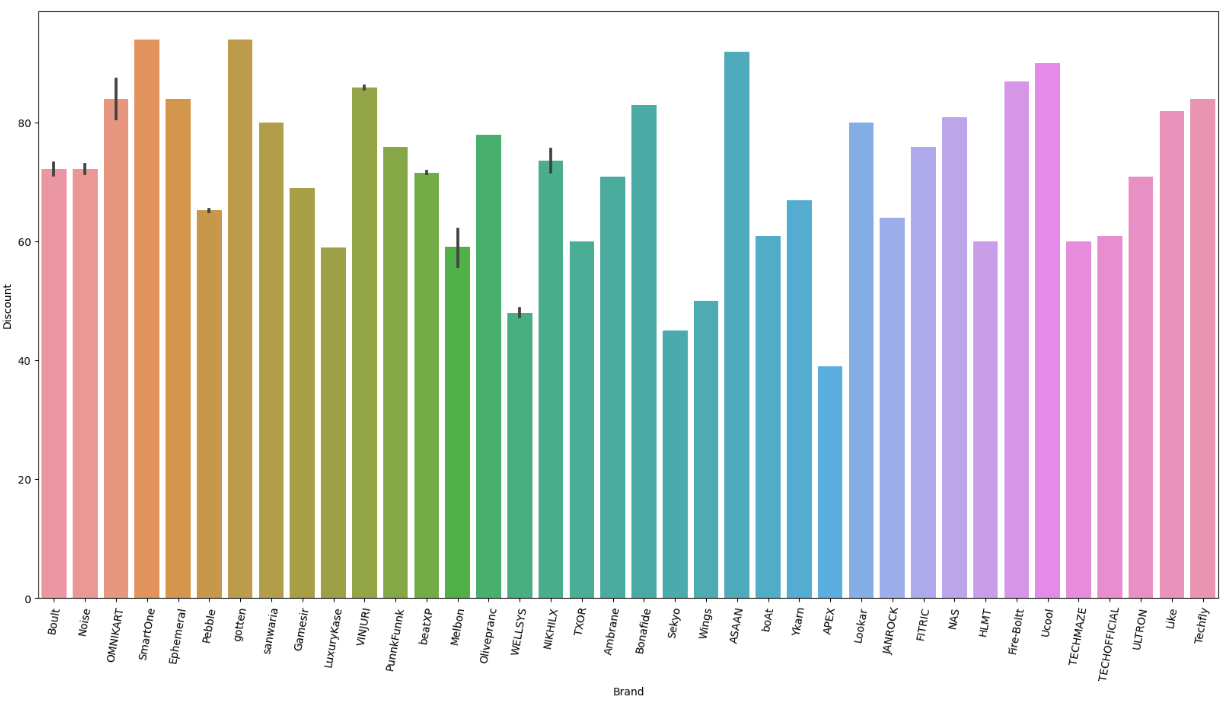 Discount
80
60
40
20
0
Boult
Noise
OMNIKART
SmartOne
Ephemeral
Pebble
gotten
sanwaria
Gamesir
LuxuryKase
VINJURI
PunnkFunnk
beatXP
Melbon
Olivepranc
WELLSYS
NIKHILX
TXOR
Ambrane
Bonafide
Sekyo
Wings
ASAAN
boAt
Ykarn
APEX
Lookar
JANROCK
FITRIC
NAS
HLMT
Fire-Boltt
Ucool
TECHMAZE
TECHOFFICIAL
ULTRON
Like
Techfly
Brand